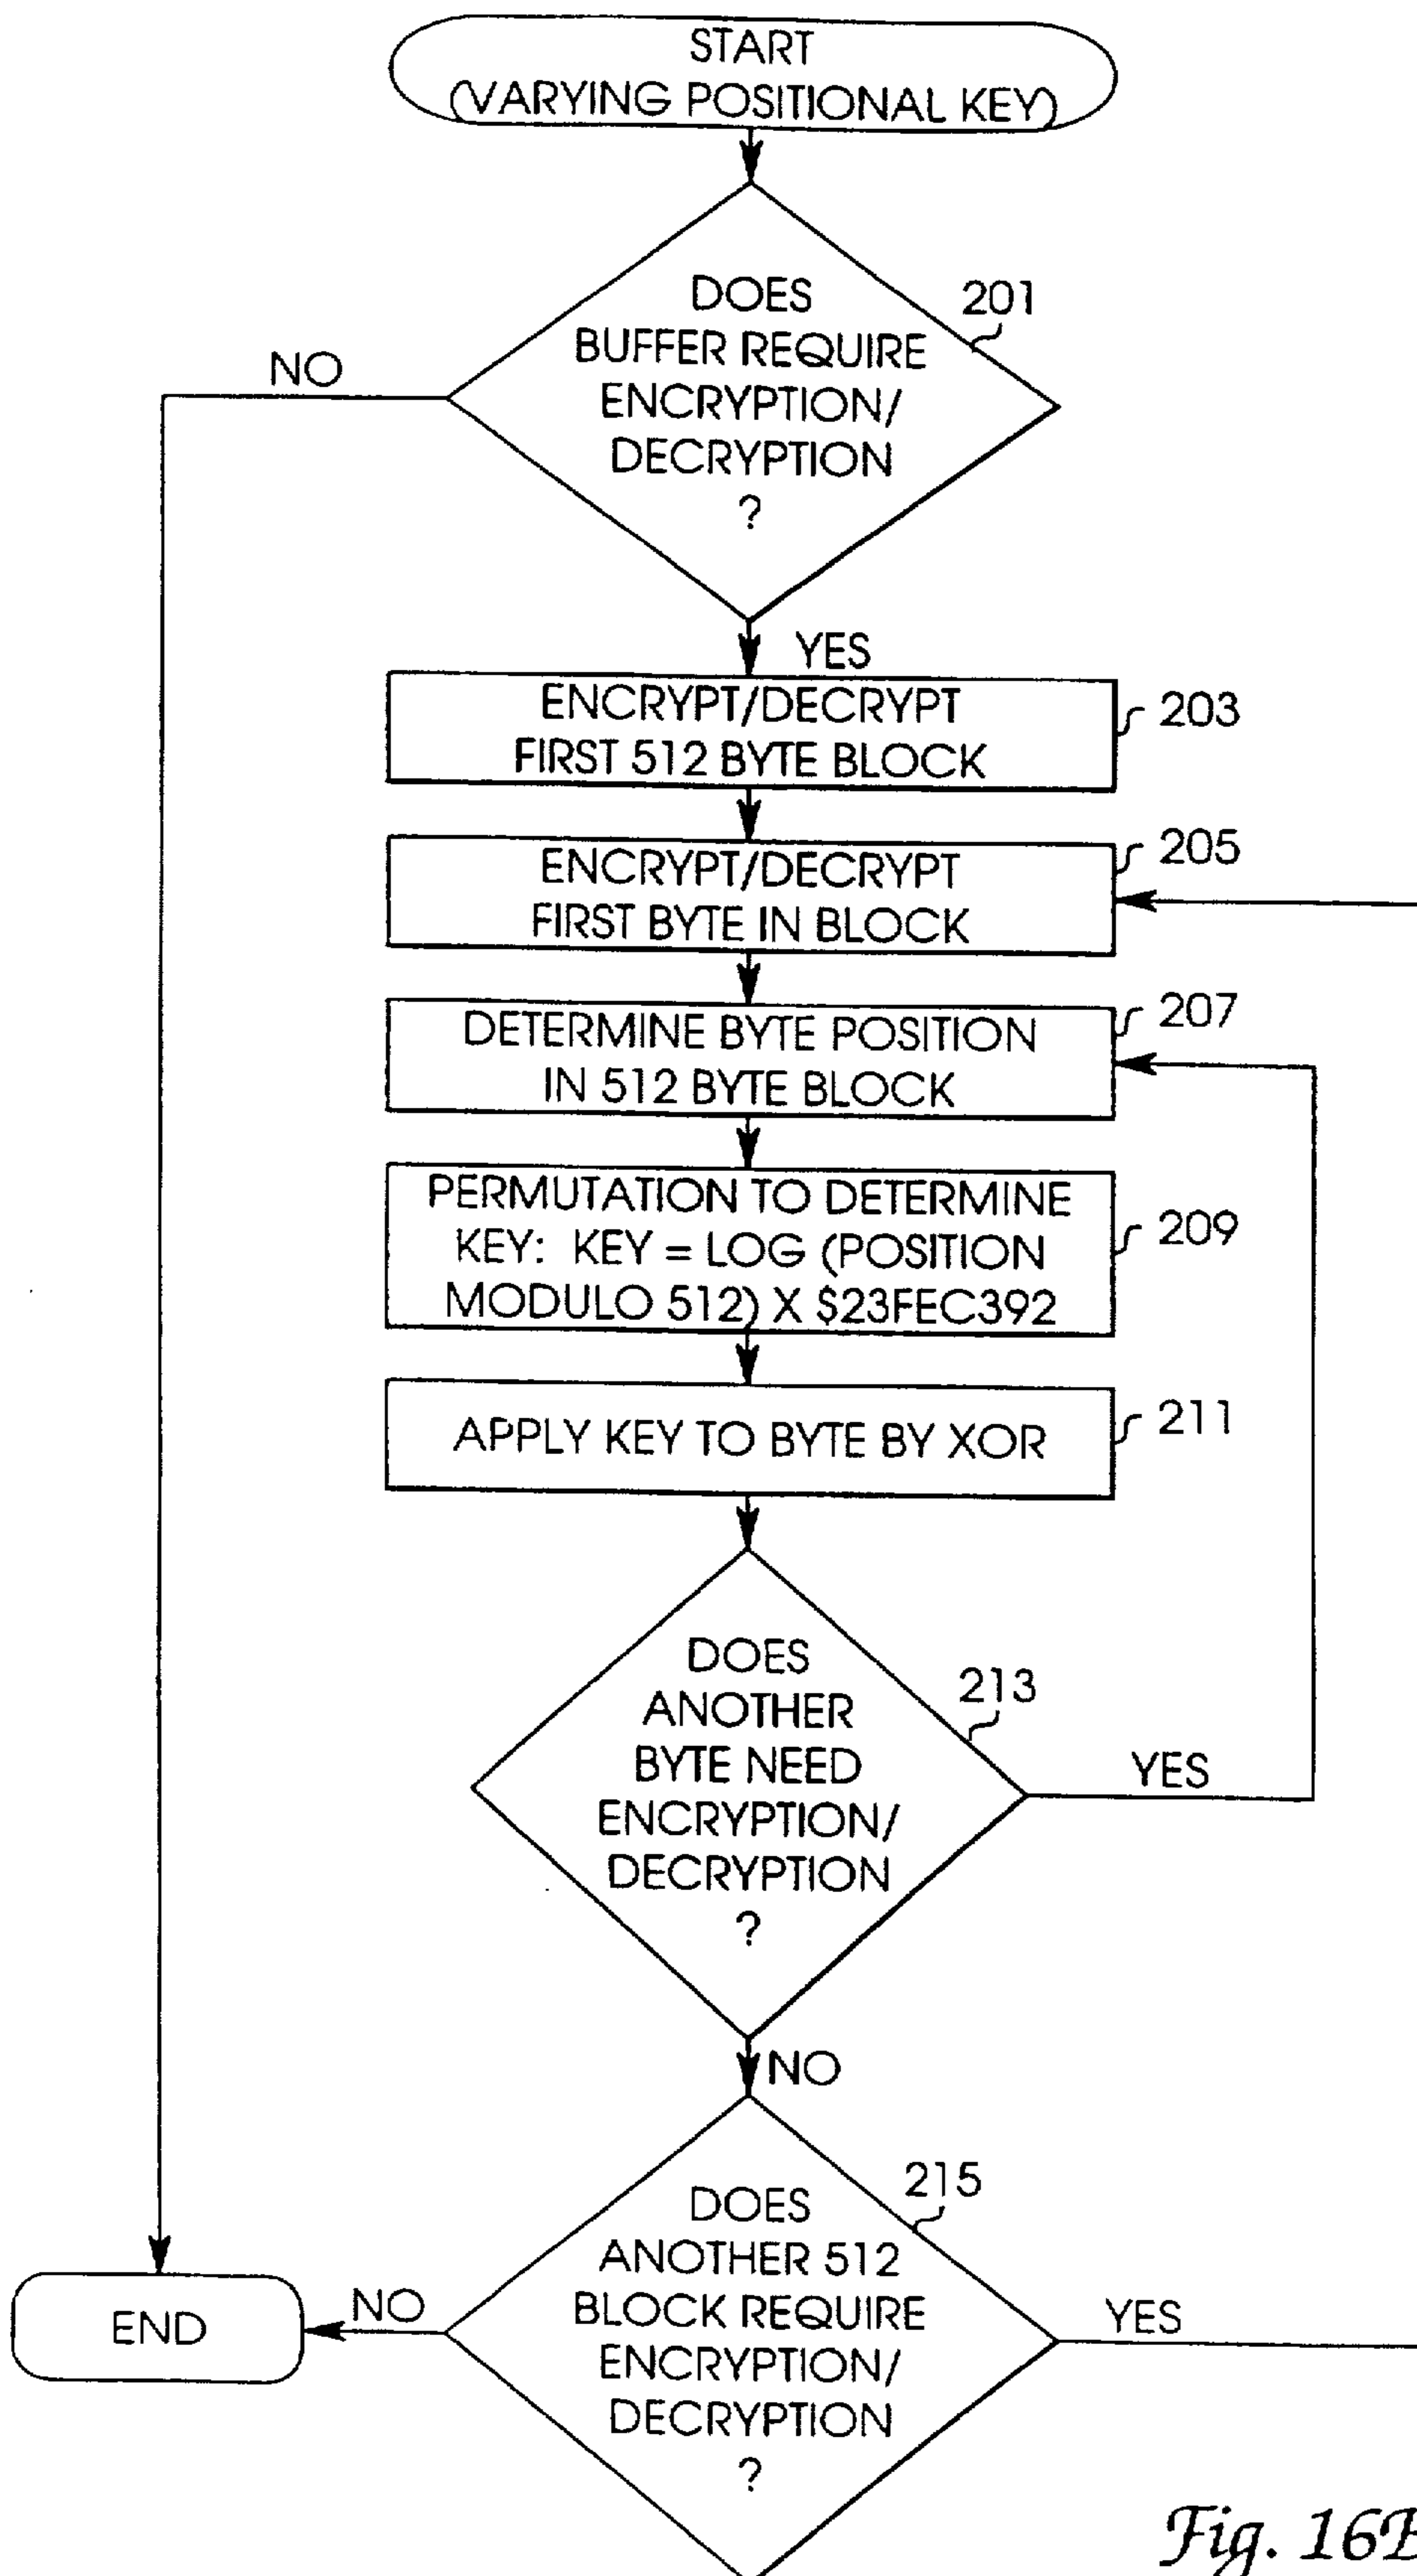 START
(VARYING POSITIONAL KEY)
DOES
BUFFER REQUIRE
ENCRYPTION/
DECRYPTION
?
201
NO
YES
ENCRYPT/DECRYPT
FIRST 512 BYTE BLOCK
203
ENCRYPT/DECRYPT
FIRST BYTE IN BLOCK
205
DETERMINE BYTE POSITION
IN 512 BYTE BLOCK
207
PERMUTATION TO DETERMINE
KEY: KEY = LOG (POSITION
MODULO 512) X $23FEC392
209
APPLY KEY TO BYTE BY XOR
211
DOES
ANOTHER
BYTE NEED
ENCRYPTION/
DECRYPTION
?
213
YES
NO
DOES
ANOTHER 512
BLOCK REQUIRE
ENCRYPTION/
DECRYPTION
?
215
NO
YES
END
Fig.